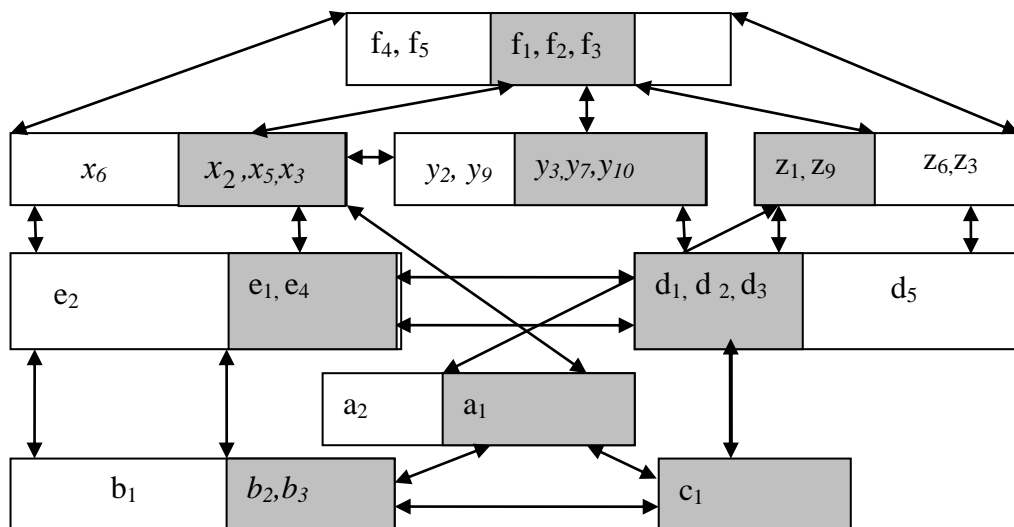 f₄, f₅ f₁, f₂, f₃
x₆ x₂ ,x₅,x₃ y₂, y₉ y₃,y₇,y₁₀ z₁, z₉ z₆,z₃
e₂ e₁, e₄ d₁, d ₂, d₃ d₅
a₂ a₁
b₁ b₂,b₃ c₁